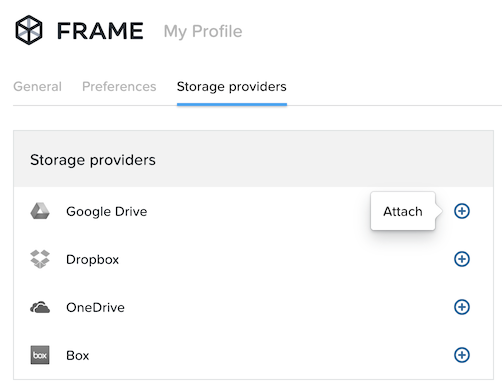 FRAME My Profile
General Preferences Storage providers
Storage providers
Google Drive Attach
Dropbox
OneDrive
box Box